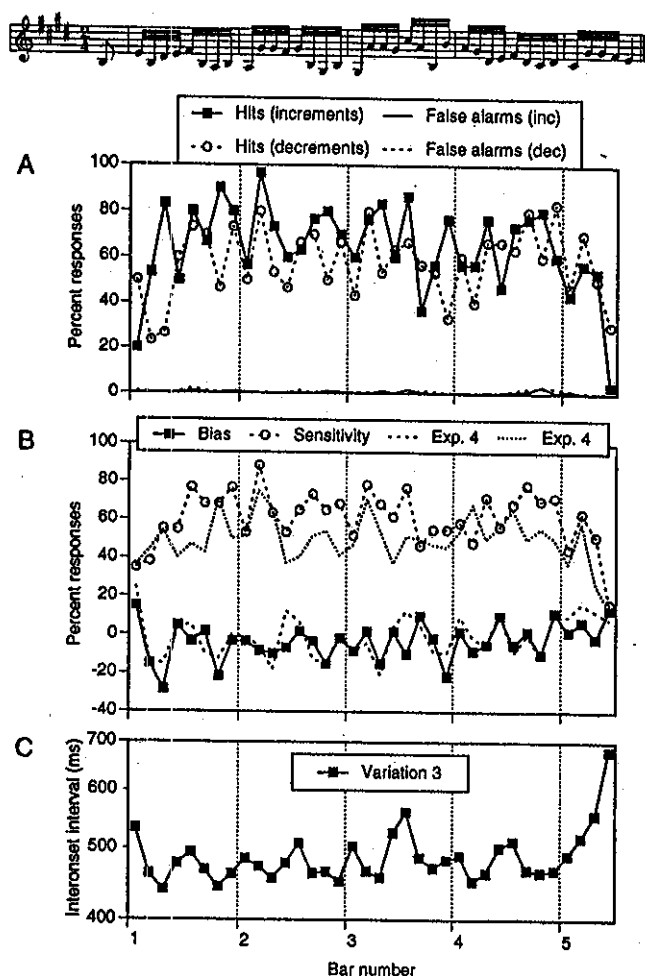 Hits (increments) False alarms (inc)
Hits (decrements) False alarms (dec)
A
100
80
60
40
20
0
Percent responses
B
Bias Sensitivity Exp. 4 Exp. 4
100
80
60
40
20
0
-20
-40
Percent responses
C
Variation 3
700
600
500
400
Interonset interval (ms)
1 2 3 4 5
Bar number